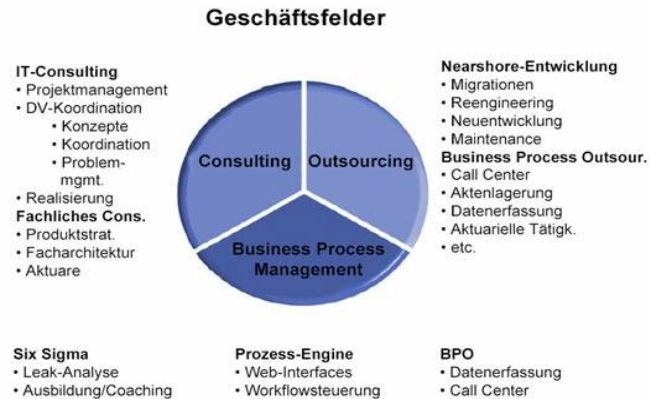 Geschäftsfelder
IT-Consulting
• Projektmanagement
• DV-Koordination
• Konzepte
• Koordination
• Problem-
mgmt.
• Realisierung
Fachliches Cons.
• Produktstrat.
• Facharchitektur
• Aktuare
Consulting
Outsourcing
Business Process
Management
Nearshore-Entwicklung
• Migrationen
• Reengineering
• Neuentwicklung
• Maintenance
Business Process Outsour.
• Call Center
• Aktenlagerung
• Datenerfassung
• Aktuarielle Tätigk.
• etc.
Six Sigma
• Leak-Analyse
• Ausbildung/Coaching
Prozess-Engine
• Web-Interfaces
• Workflowsteuerung
BPO
• Datenerfassung
• Call Center